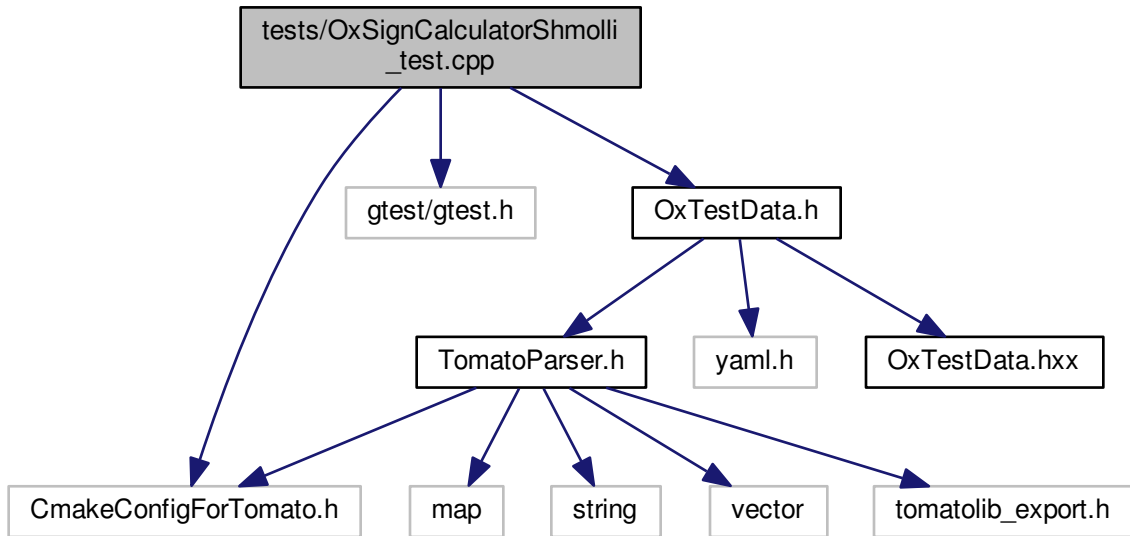 tests/OxSignCalculatorShmolli
_test.cpp
gtest/gtest.h
OxTestData.h
TomatoParser.h
yaml.h
OxTestData.hxx
CmakeConfigForTomato.h
map
string
vector
tomatolib_export.h